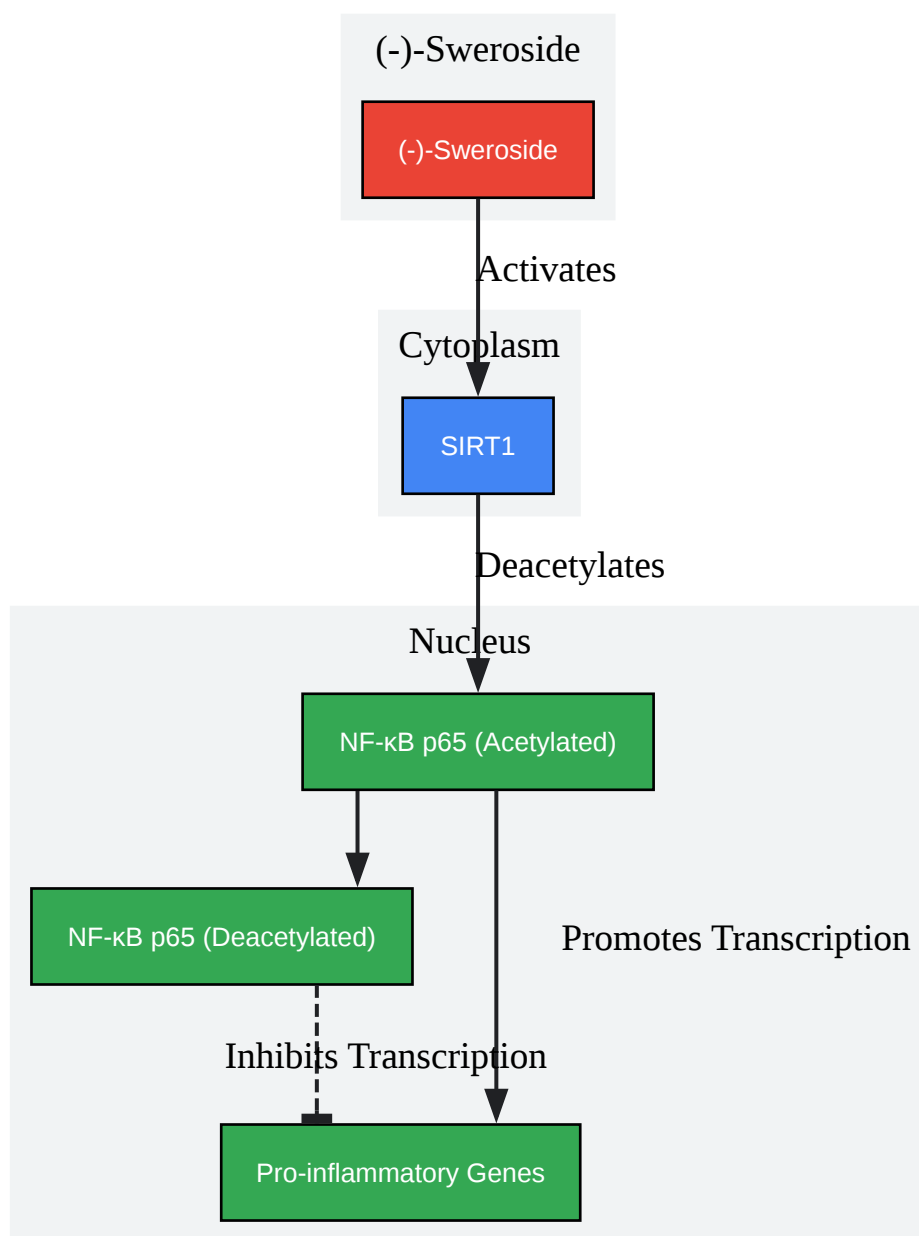 (-)-Sweroside
(-)-Sweroside
Activates
Cytoplasm
SIRT1
Deacetylates
Nucleus
NF-κB p65 (Acetylated)
NF-κB p65 (Deacetylated)
Promotes Transcription
Inhibits Transcription
Pro-inflammatory Genes